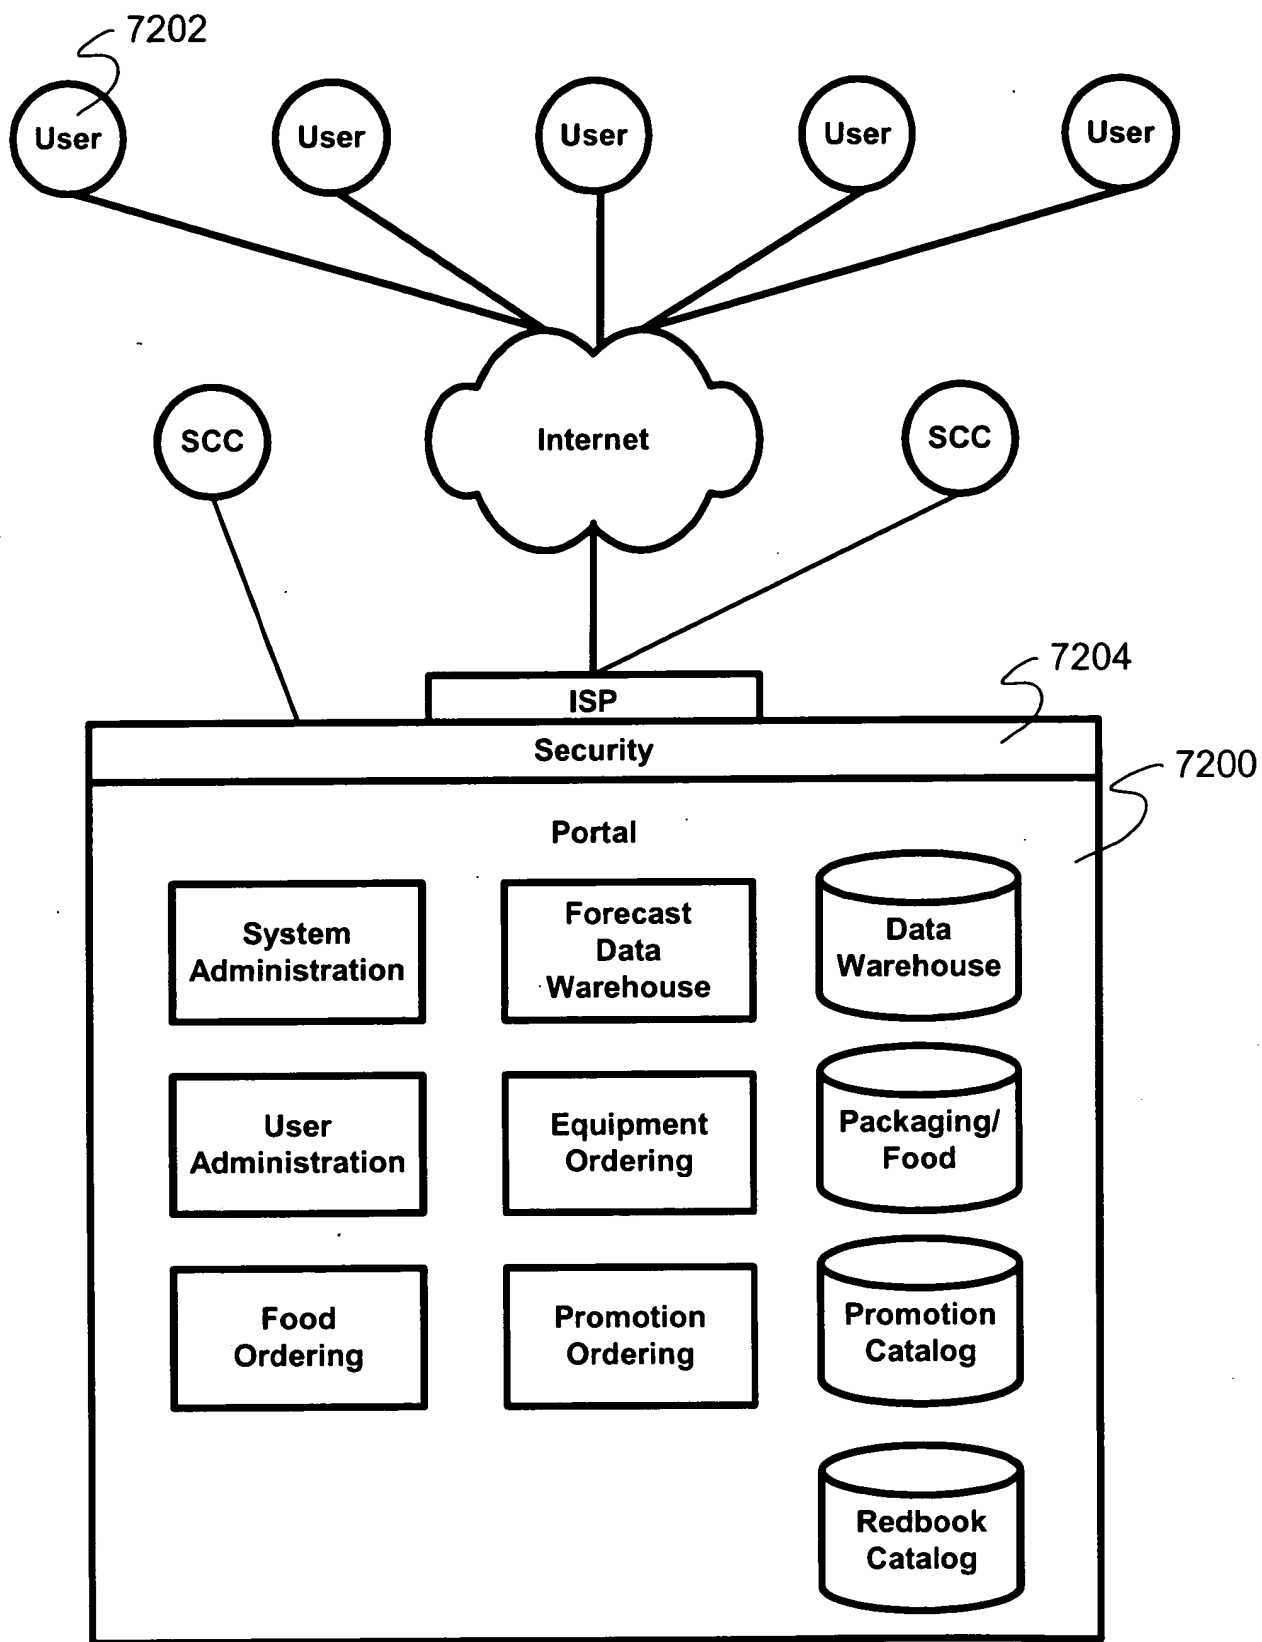 7202
User
User
User
User
User
SCC
Internet
SCC
ISP
7204
Security
7200
Portal
System
Administration
Forecast
Data
Warehouse
Data
Warehouse
User
Administration
Equipment
Ordering
Packaging/
Food
Food
Ordering
Promotion
Ordering
Promotion
Catalog
Redbook
Catalog